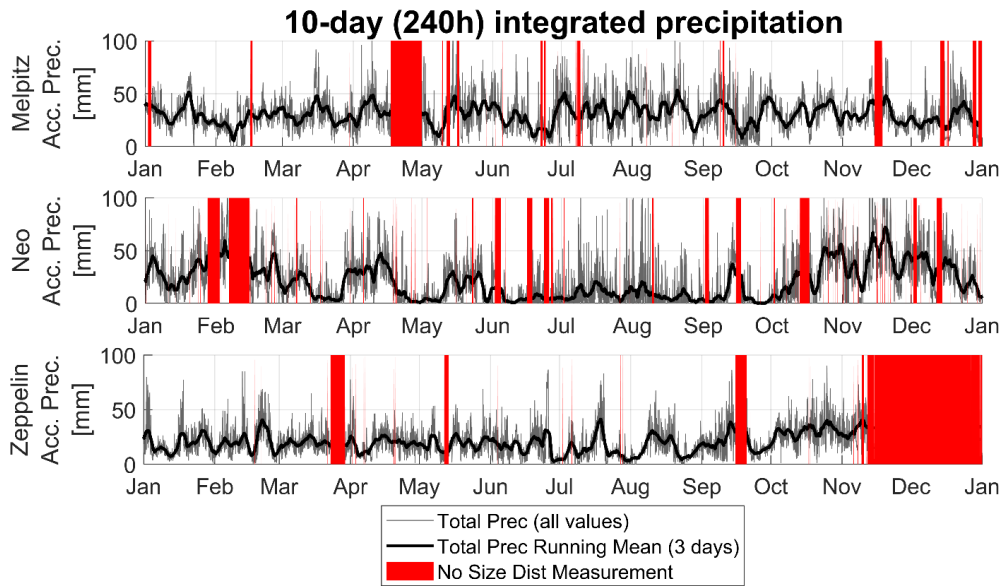 10-day (240h) integrated precipitation
Melpitz
Acc. Prec.
[mm]
100
50
0
Jan Feb Mar Apr May Jun Jul Aug Sep Oct Nov Dec Jan
Neo
Acc. Prec.
[mm]
100
50
0
Jan Feb Mar Apr May Jun Jul Aug Sep Oct Nov Dec Jan
Zeppelin
Acc. Prec.
[mm]
100
50
0
Jan Feb Mar Apr May Jun Jul Aug Sep Oct Nov Dec Jan
Total Prec (all values)
Total Prec Running Mean (3 days)
No Size Dist Measurement